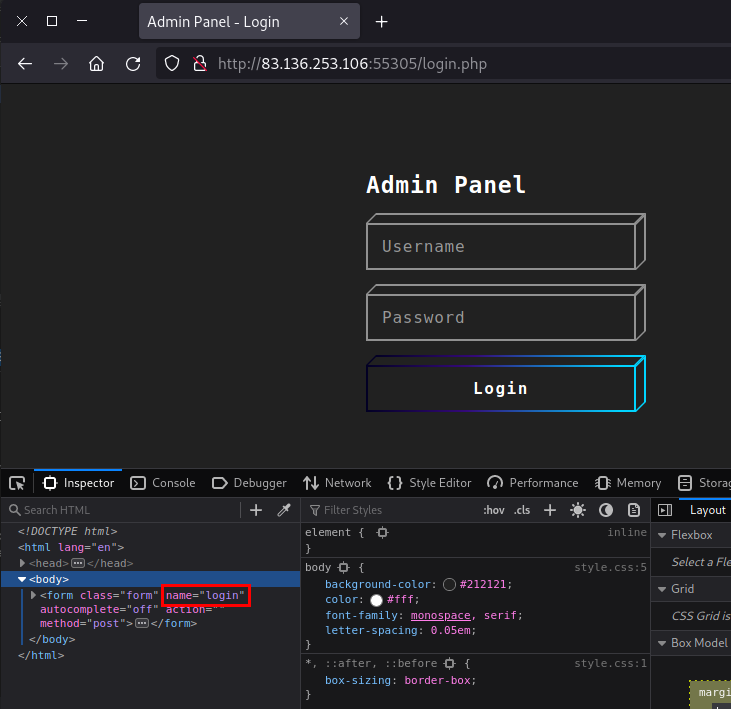 Admin Panel - Login
http://83.136.253.106:55305/login.php
Admin Panel
Username
Password
Login
Inspector Console Debugger Network Style Editor Performance Memory Storag
Search HTML
Filter Styles :hov .cls Layout
<!DOCTYPE html>
<html lang="en">
<head> </head>
<body>
<form class="form" name="login"
autocomplete="off" action=""
method="post"> </form>
</body>
</html>
element { inline
}
body { style.css:5
background-color: #212121;
color: #fff;
font-family: monospace, serif;
letter-spacing: 0.05em;
}
*, ::after, ::before { style.css:1
box-sizing: border-box;
}
Flexbox
Select a Fle
Grid
CSS Grid is
Box Model
margi